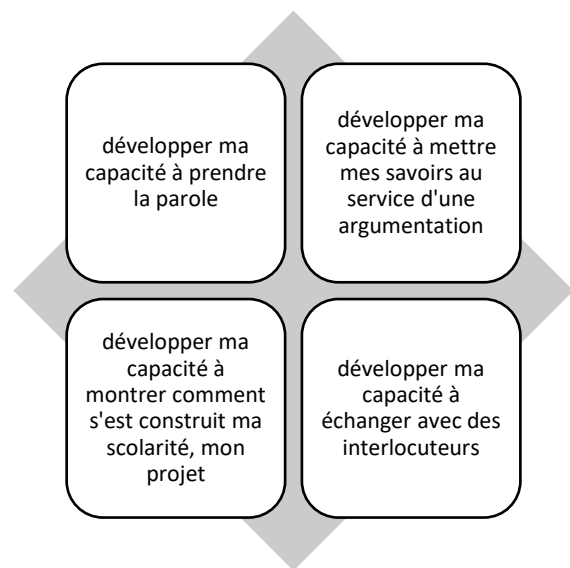 développer ma
capacité à prendre
la parole
développer ma
capacité à mettre
mes savoirs au
service d'une
argumentation
développer ma
capacité à
montrer comment
s'est construit ma
scolarité, mon
projet
développer ma
capacité à
échanger avec des
interlocuteurs